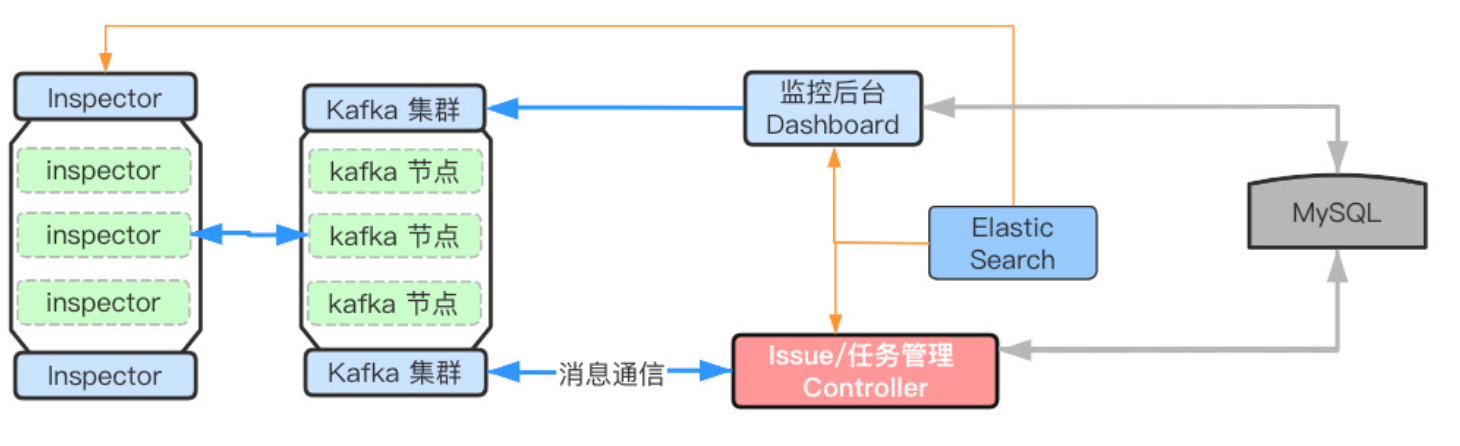 Inspector
inspector
inspector
inspector
Inspector
Kafka 集群
kafka 节点
kafka 节点
kafka 节点
Kafka 集群
消息通信
监控后台
Dashboard
Elastic
Search
Issue/任务管理
Controller
MySQL